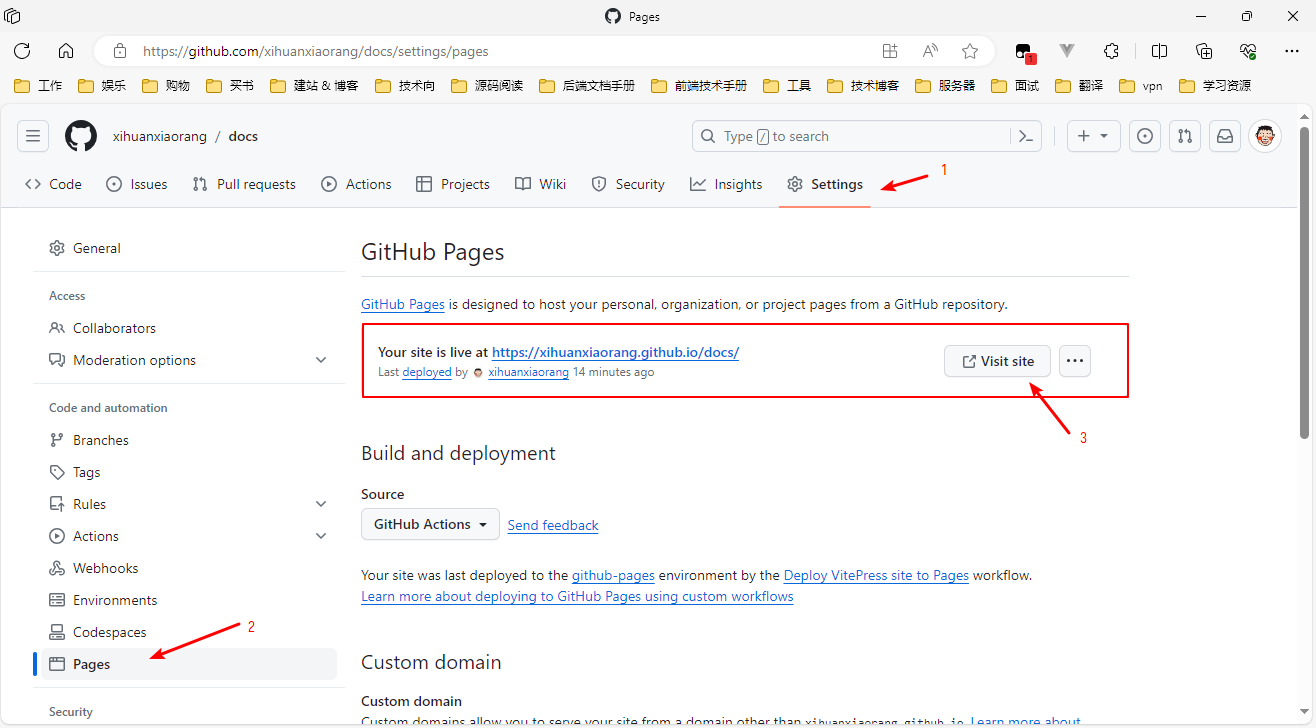 Pages
https://github.com/xihuanxiaorang/docs/settings/pages
1
工作 娱乐 购物 买书 建站 & 博客 技术向 源码阅读 后端文档手册 前端技术手册 工具 技术博客 服务器 面试 翻译 vpn 学习资源
xihuanxiaorang / docs
Type / to search
Code Issues Pull requests Actions Projects Wiki Security Insights Settings
1
General
Access
Collaborators
Moderation options
Code and automation
Branches
Tags
Rules
Actions
Webhooks
Environments
Codespaces
2
Pages
Security
GitHub Pages
GitHub Pages is designed to host your personal, organization, or project pages from a GitHub repository.
Your site is live at https://xihuanxiaorang.github.io/docs/
Last deployed by xihuanxiaorang 14 minutes ago
Visit site
3
Build and deployment
Source
GitHub Actions
Send feedback
Your site was last deployed to the github-pages environment by the Deploy VitePress site to Pages workflow.
Learn more about deploying to GitHub Pages using custom workflows
Custom domain
Custom domain
Custom domains allow you to serve your site from a domain other than xihuanxiaorang.github.io. Learn more about